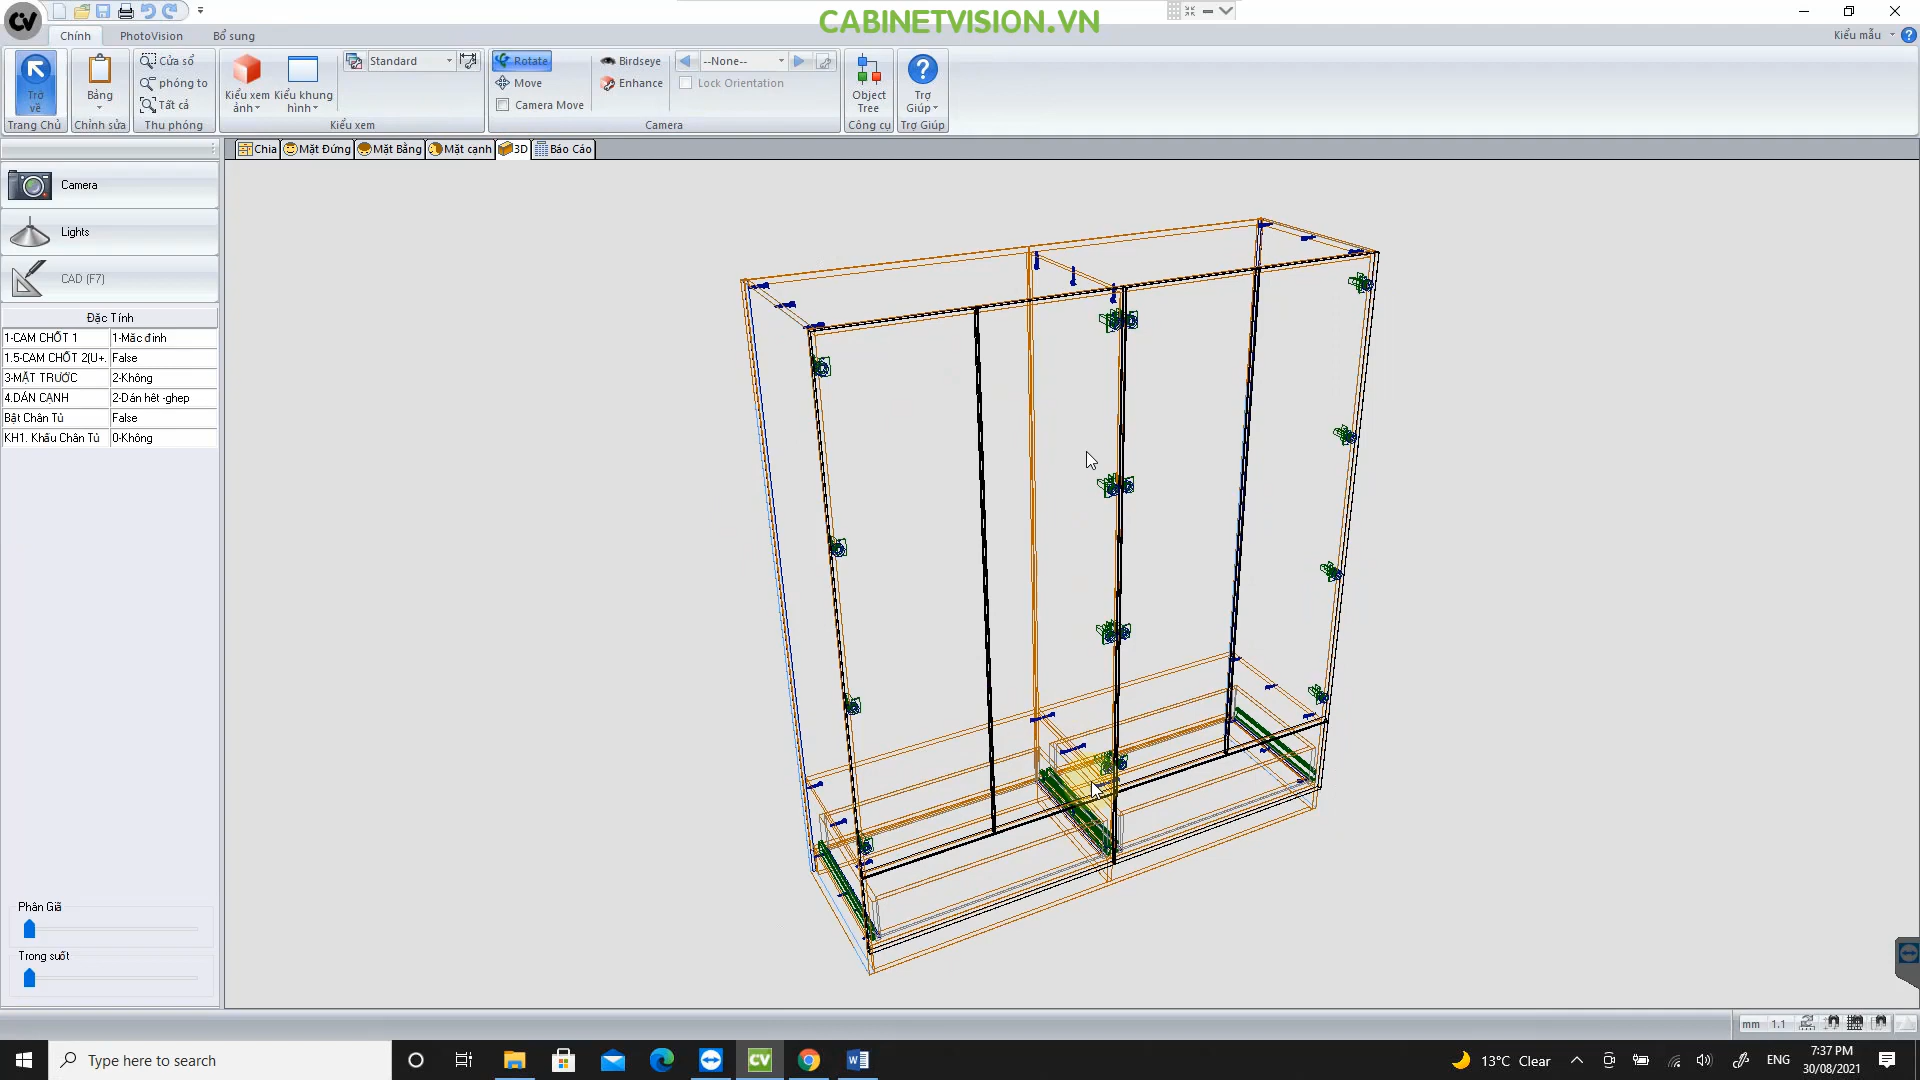 CV
CABINETVISION.VN
Chính
PhotoVision
Bổ sung
Kiểu mẫu
Trở về
Trang Chủ
Bảng
Chỉnh sửa
Cửa sổ
phóng to
Tất cả
Thu phóng
Kiểu xem ảnh
Kiểu khung hình
Standard
Kiểu xem
Rotate
Move
Camera Move
Birdseye
Enhance
--None--
Lock Orientation
Camera
Object Tree
Công cụ
Trợ Giúp
Trợ Giúp
Chia
Mặt Đứng
Mặt Bằng
Mặt cạnh
3D
Báo Cáo
Camera
Lights
CAD (F7)
Đặc Tính
1-CAM CHỐT 1
1-Mặc định
1.5-CAM CHỐT 2(U+.
False
3-MẶT TRƯỚC
2-Không
4.DÁN CẠNH
2-Dán hết -ghep
Bật Chân Tủ
False
KH1. Khấu Chân Tủ
0-Không
Phân Giã
Trong suốt
mm
1.1
Type here to search
CV
13°C Clear
ENG
7:37 PM
30/08/2021